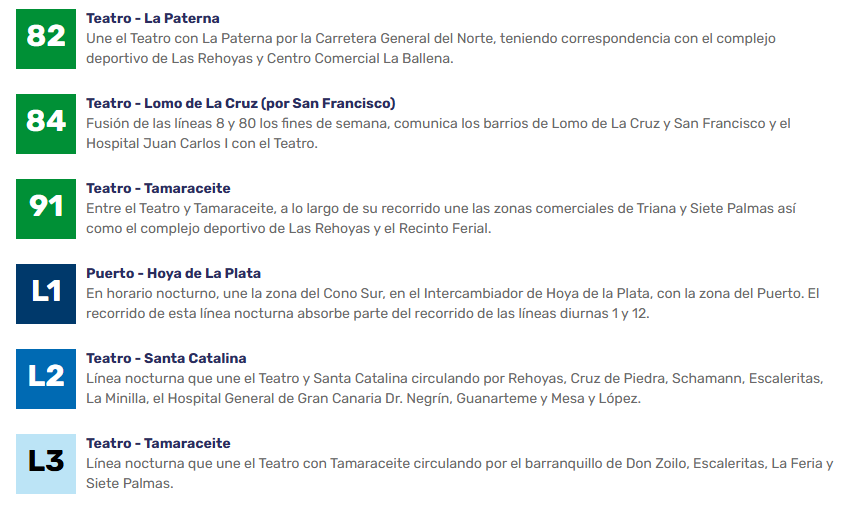 82
Teatro - La Paterna
Une el Teatro con La Paterna por la Carretera General del Norte, teniendo correspondencia con el complejo
deportivo de Las Rehoyas y Centro Comercial La Ballena.
84
Teatro - Lomo de La Cruz (por San Francisco)
Fusión de las líneas 8 y 80 los fines de semana, comunica los barrios de Lomo de La Cruz y San Francisco y el
Hospital Juan Carlos I con el Teatro.
91
Teatro - Tamaraceite
Entre el Teatro y Tamaraceite, a lo largo de su recorrido une las zonas comerciales de Triana y Siete Palmas así
como el complejo deportivo de Las Rehoyas y el Recinto Ferial.
L1
Puerto - Hoya de La Plata
En horario nocturno, une la zona del Cono Sur, en el Intercambiador de Hoya de la Plata, con la zona del Puerto. El
recorrido de esta línea nocturna absorbe parte del recorrido de las líneas diurnas 1 y 12.
L2
Teatro - Santa Catalina
Línea nocturna que une el Teatro y Santa Catalina circulando por Rehoyas, Cruz de Piedra, Schamann, Escaleritas,
La Minilla, el Hospital General de Gran Canaria Dr. Negrín, Guanarteme y Mesa y López.
L3
Teatro - Tamaraceite
Línea nocturna que une el Teatro con Tamaraceite circulando por el barranquillo de Don Zoilo, Escaleritas, La Feria y
Siete Palmas.